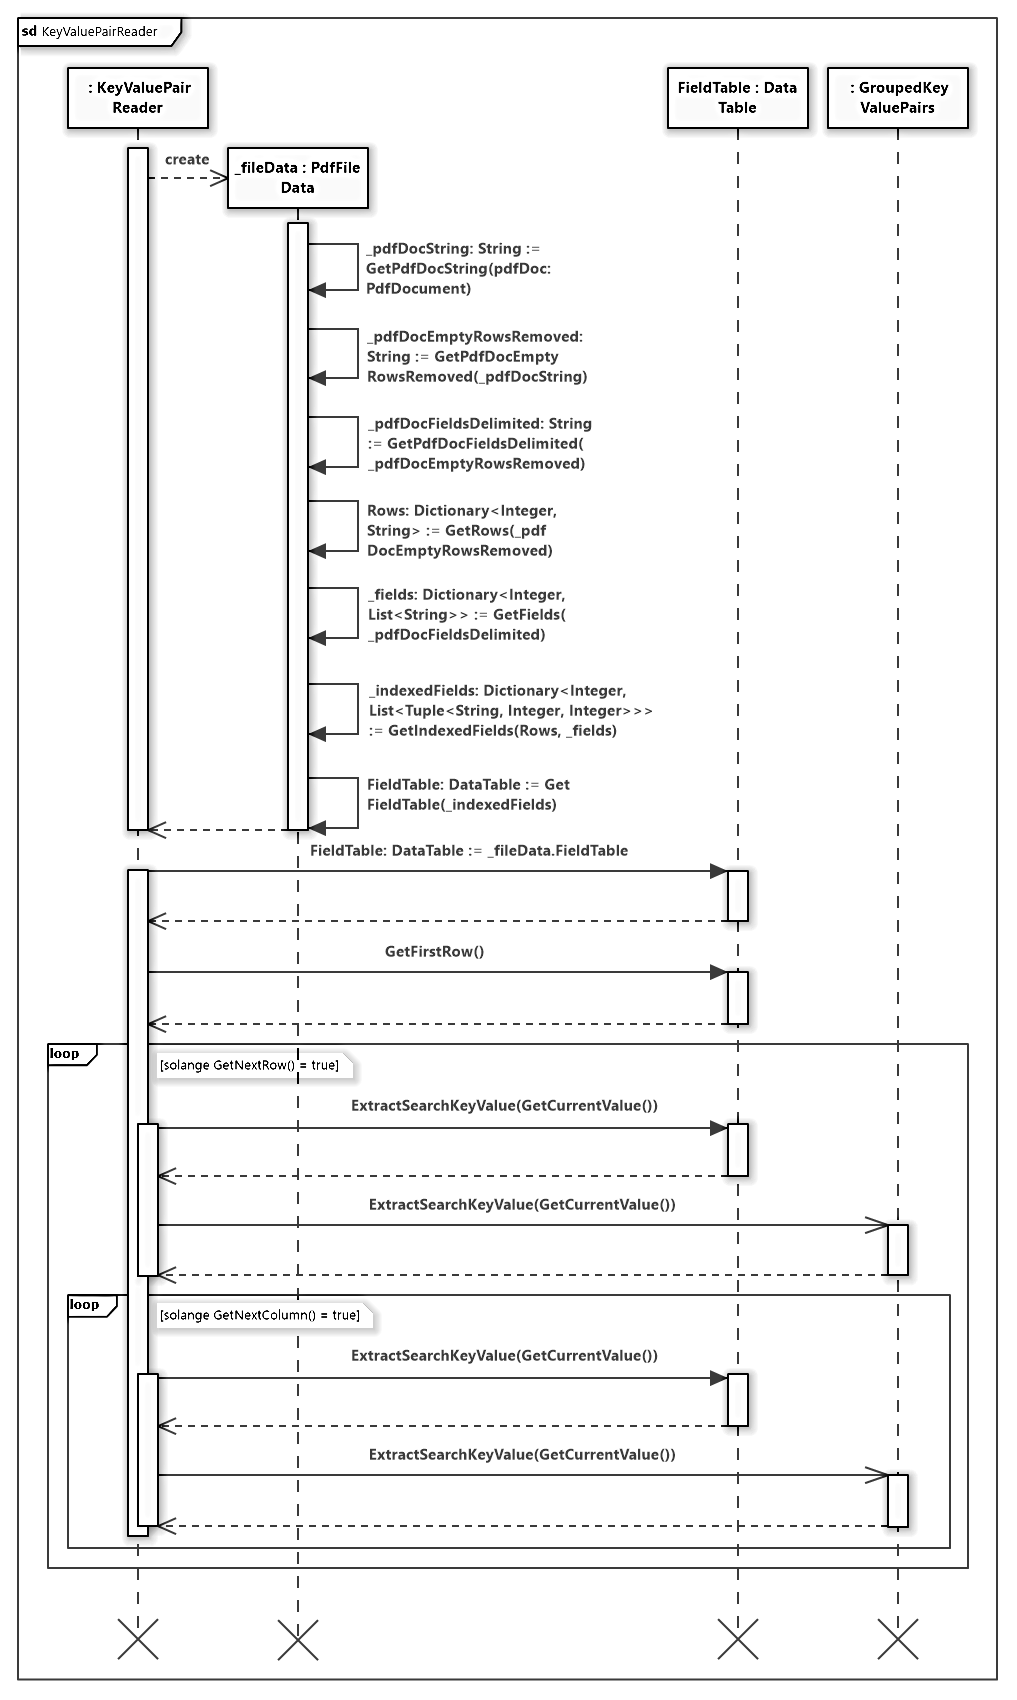 sd KeyValuePairReader
: KeyValuePair
Reader
FieldTable : Data
Table
: GroupedKey
ValuePairs
create
_fileData : PdfFile
Data
_pdfDocString: String :=
GetPdfDocString(pdfDoc:
PdfDocument)
_pdfDocEmptyRowsRemoved:
String := GetPdfDocEmpty
RowsRemoved(_pdfDocString)
_pdfDocFieldsDelimited: String
:= GetPdfDocFieldsDelimited(
_pdfDocEmptyRowsRemoved)
Rows: Dictionary<Integer,
String> := GetRows(_pdf
DocEmptyRowsRemoved)
_fields: Dictionary<Integer,
List<String>> := GetFields(
_pdfDocFieldsDelimited)
_indexedFields: Dictionary<Integer,
List<Tuple<String, Integer, Integer>>>
:= GetIndexedFields(Rows, _fields)
FieldTable: DataTable := Get
FieldTable(_indexedFields)
FieldTable: DataTable := _fileData.FieldTable
GetFirstRow()
loop
[solange GetNextRow() = true]
ExtractSearchKeyValue(GetCurrentValue())
ExtractSearchKeyValue(GetCurrentValue())
loop
[solange GetNextColumn() = true]
ExtractSearchKeyValue(GetCurrentValue())
ExtractSearchKeyValue(GetCurrentValue())